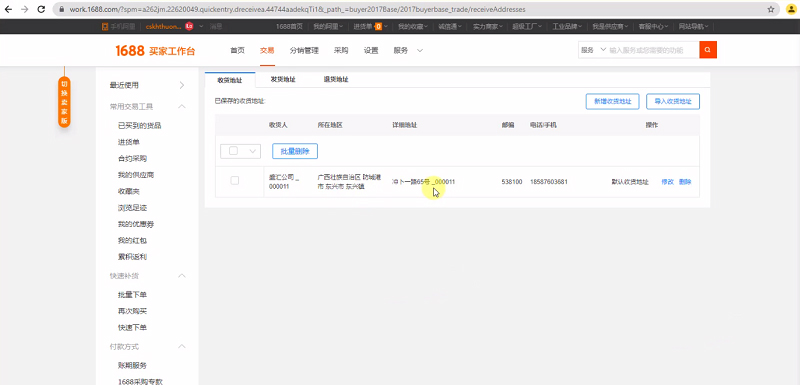 work.1688.com/?spm=a262jm.22620049.quickentry.dreceivea.44744aadekqTi1&_path_=buyer2017Base/2017buyerbase_trade/receiveAddresses
手机阿里 cskhthuon... 消息 1688首页 我的阿里 进货单 0 我的收藏 诚信通 实力商家 超级工厂 工业品牌 我是供应商 客服中心 网站导航
1688 买家工作台 首页 交易 分销管理 采购 设置 服务 服务 输入服务或您需要的功能
切换卖家版
最近使用
常用交易工具
已买到的货品
进货单
合约采购
我的供应商
收藏夹
浏览足迹
我的优惠券
我的红包
累积返利
快速补货
批量下单
再次购买
快速下单
付款方式
账期服务
1688采购专款
收货地址 发货地址 退货地址
已保存的收货地址 新增收货地址 导入收货地址
收货人 所在地区 详细地址 邮编 电话/手机 操作
批量删除
盛汇公司_ 广西壮族自治区 防城港 冲卜一路65号_000011 538100 18587603681 默认收货地址 修改 删除
000011 市 东兴市 东兴镇